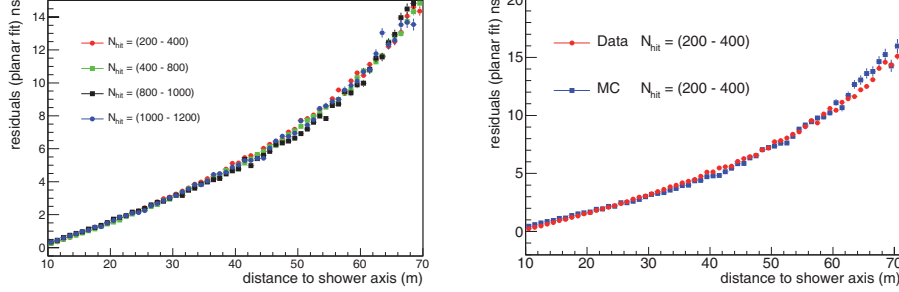 residuals (planar fit) ns
14
12
10
8
6
4
2
0
N_hit = (200 - 400)
N_hit = (400 - 800)
N_hit = (800 - 1000)
N_hit = (1000 - 1200)
10 20 30 40 50 60 70
distance to shower axis (m)
residuals (planar fit) ns
20
15
10
5
0
Data N_hit = (200 - 400)
MC N_hit = (200 - 400)
10 20 30 40 50 60 70
distance to shower axis (m)